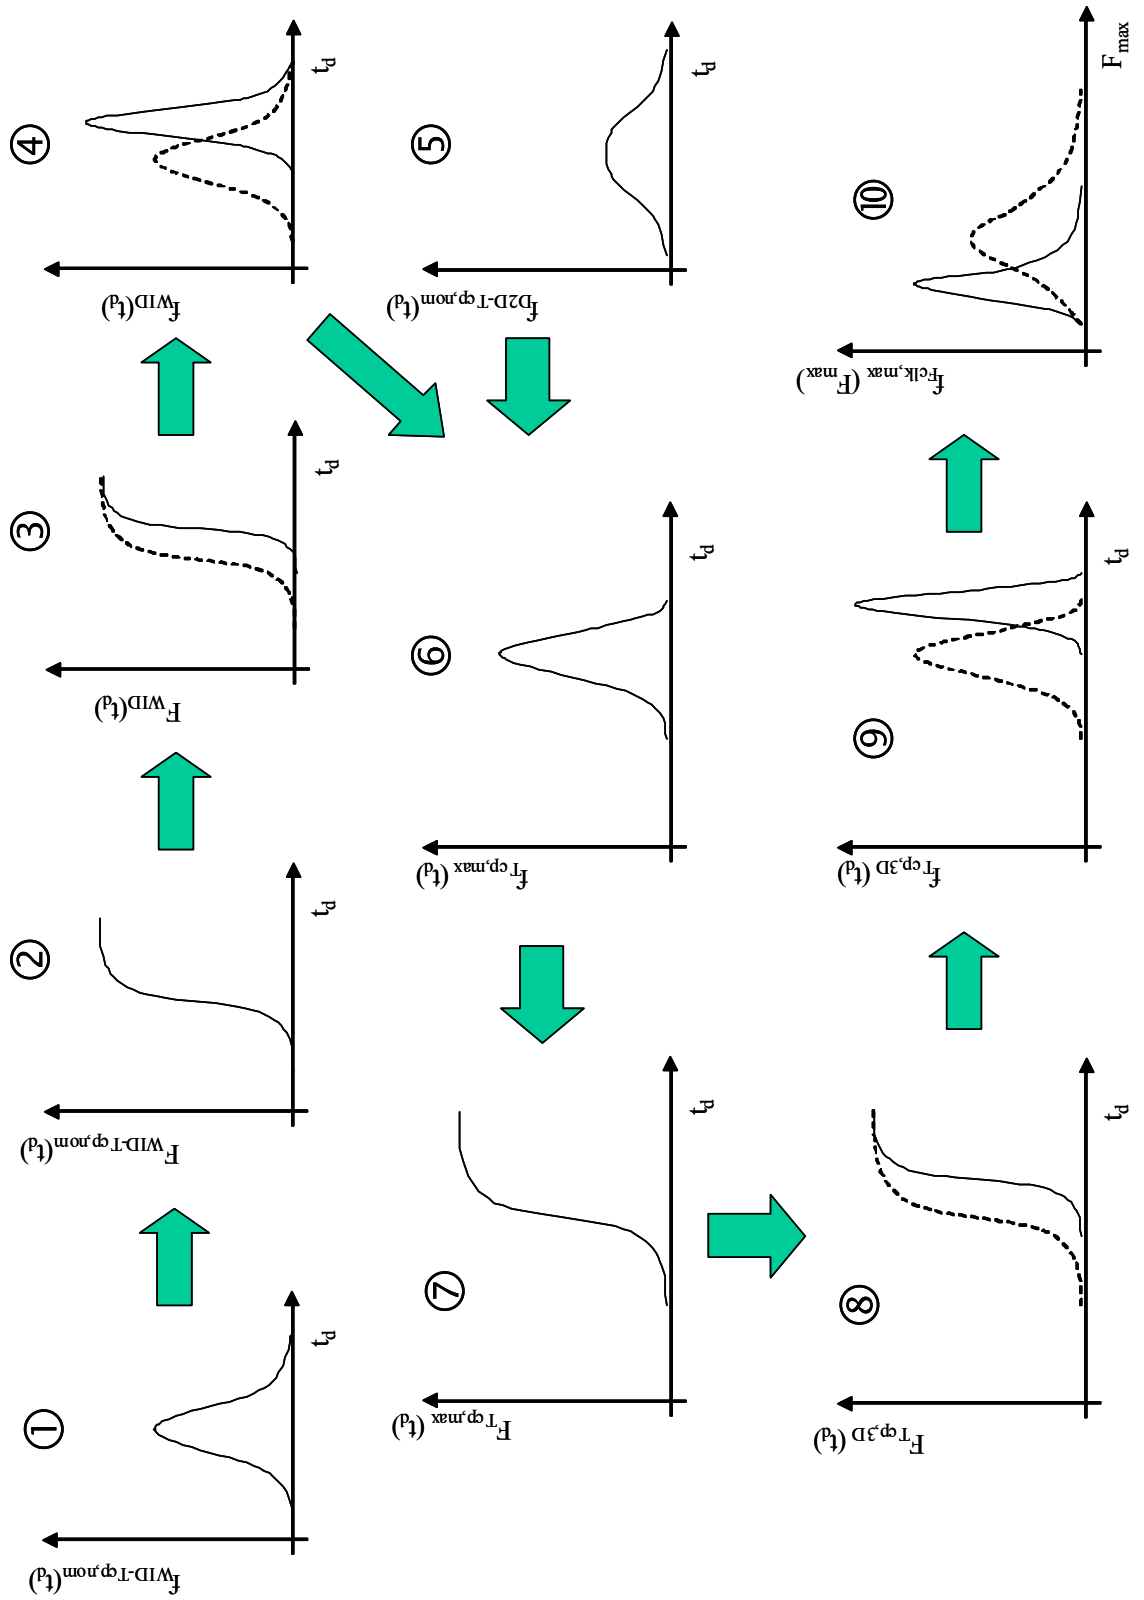 ①
f_WID-Tcp,nom(t_d)
t_d
②
F_WID-Tcp,nom(t_d)
t_d
③
F_WID(t_d)
t_d
④
f_WID(t_d)
t_d
⑤
f_D2D-Tcp,nom(t_d)
t_d
⑥
f_Tcp,max (t_d)
t_d
⑦
F_Tcp,max (t_d)
t_d
⑧
F_Tcp,3D (t_d)
t_d
⑨
f_Tcp,3D (t_d)
t_d
⑩
f_Fclk,max (F_max)
F_max